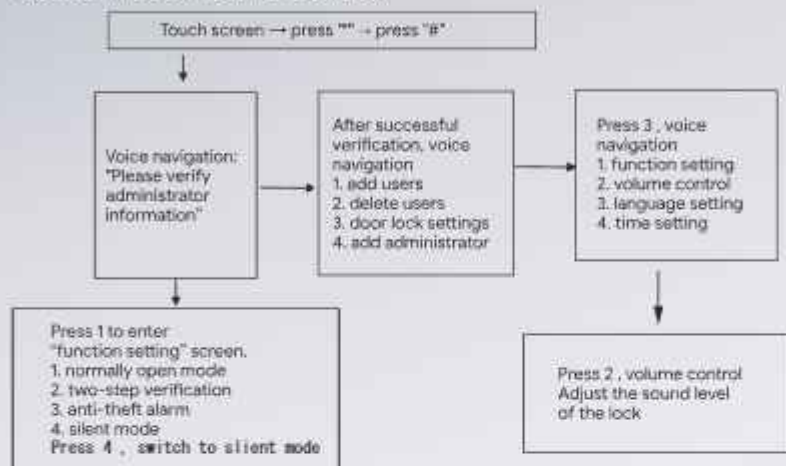 Touch screen → press "*" → press "#"
Voice navigation:
"Please verify
administrator
information"
After successful
verification, voice
navigation
1. add users
2. delete users
3. door lock settings
4. add administrator
Press 3 , voice
navigation
1. function setting
2. volume control
3. language setting
4. time setting
Press 1 to enter
"function setting" screen.
1. normally open mode
2. two-step verification
3. anti-theft alarm
4. silent mode
Press 4 , switch to slient mode
Press 2 , volume control
Adjust the sound level
of the lock